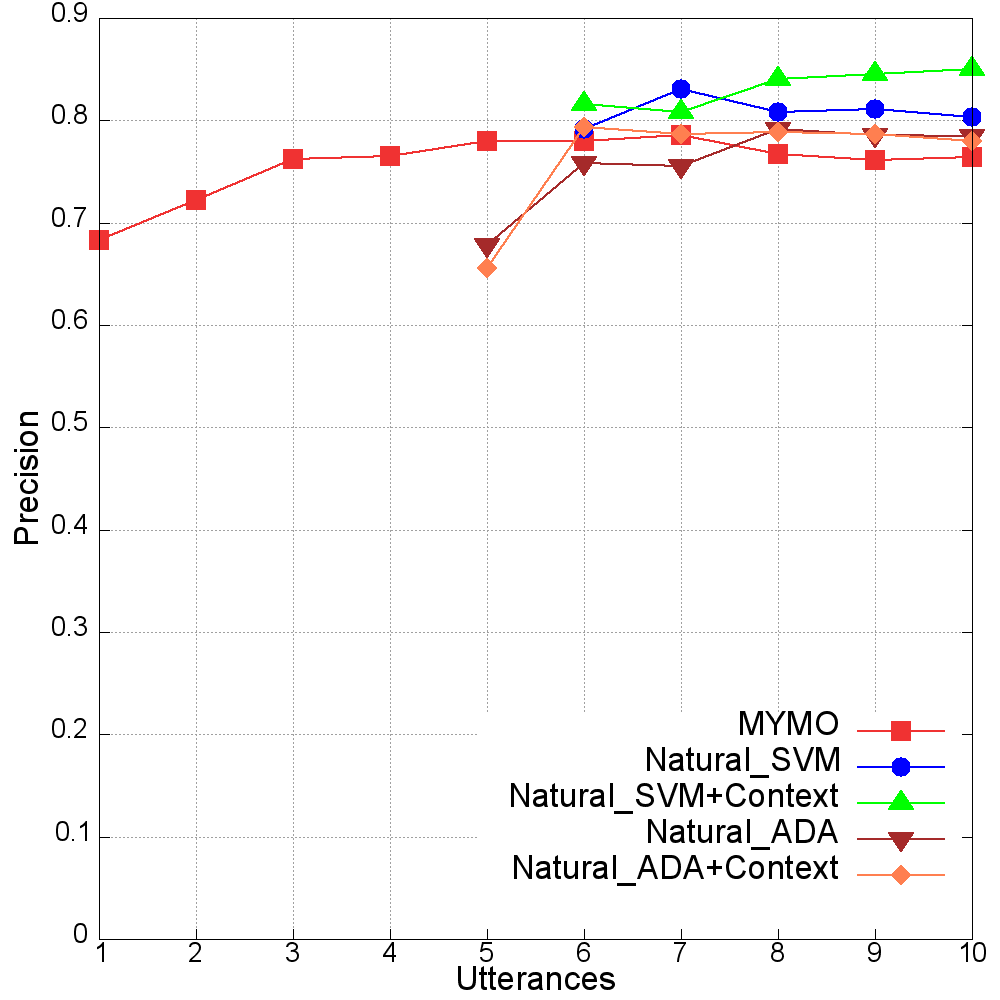 0.9
0.8
0.7
0.6
0.5
0.4
0.3
0.2
0.1
0
Precision
MYMO
Natural_SVM
Natural_SVM+Context
Natural_ADA
Natural_ADA+Context
1 2 3 4 5 6 7 8 9 10
Utterances